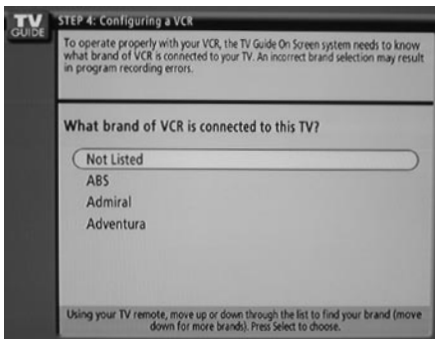 TV
GUIDE
STEP 4: Configuring a VCR
To operate properly with your VCR, the TV Guide On Screen system needs to know
what brand of VCR is connected to your TV. An incorrect brand selection may result
in program recording errors.
What brand of VCR is connected to this TV?
Not Listed
ABS
Admiral
Adventura
Using your TV remote, move up or down through the list to find your brand (move
down for more brands). Press Select to choose.